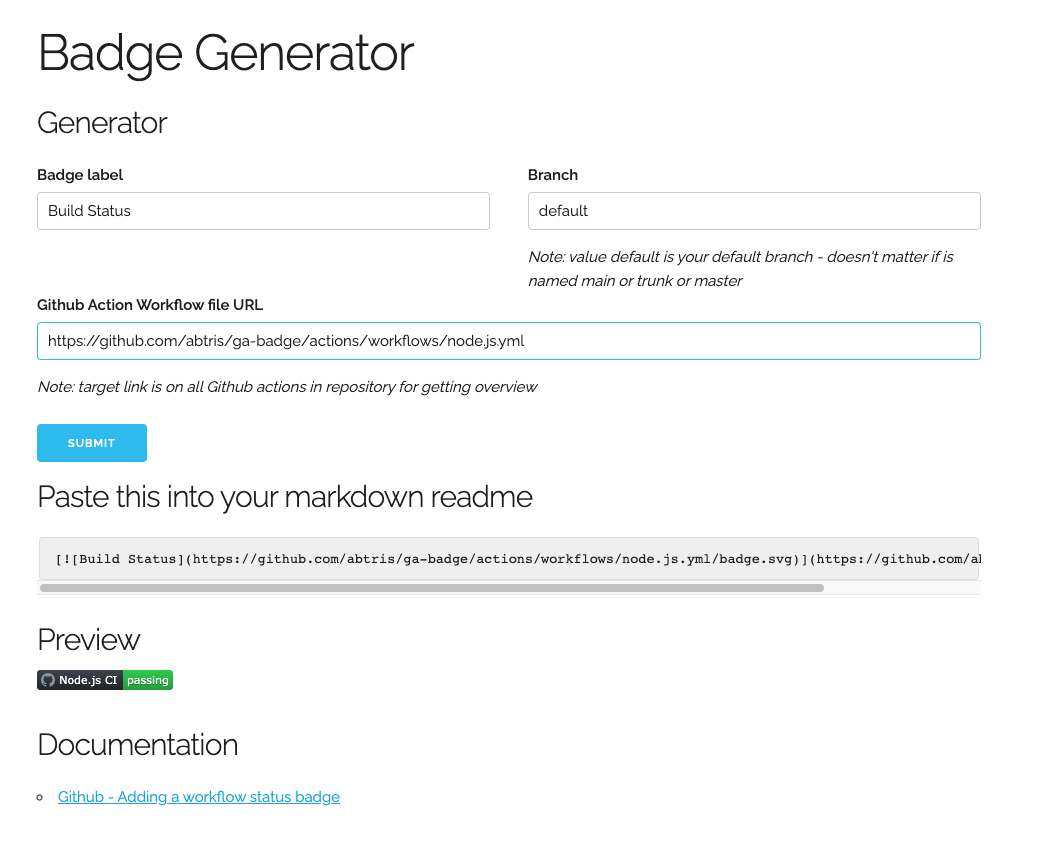 Badge Generator
Generator
Badge label
Build Status
Branch
default
Note: value default is your default branch - doesn't matter if is
named main or trunk or master
Github Action Workflow file URL
https://github.com/abtris/ga-badge/actions/workflows/node.js.yml
Note: target link is on all Github actions in repository for getting overview
SUBMIT
Paste this into your markdown readme
[![Build Status](https://github.com/abtris/ga-badge/actions/workflows/node.js.yml/badge.svg)](https://github.com/a
Preview
Node.js CI passing
Documentation
Github - Adding a workflow status badge